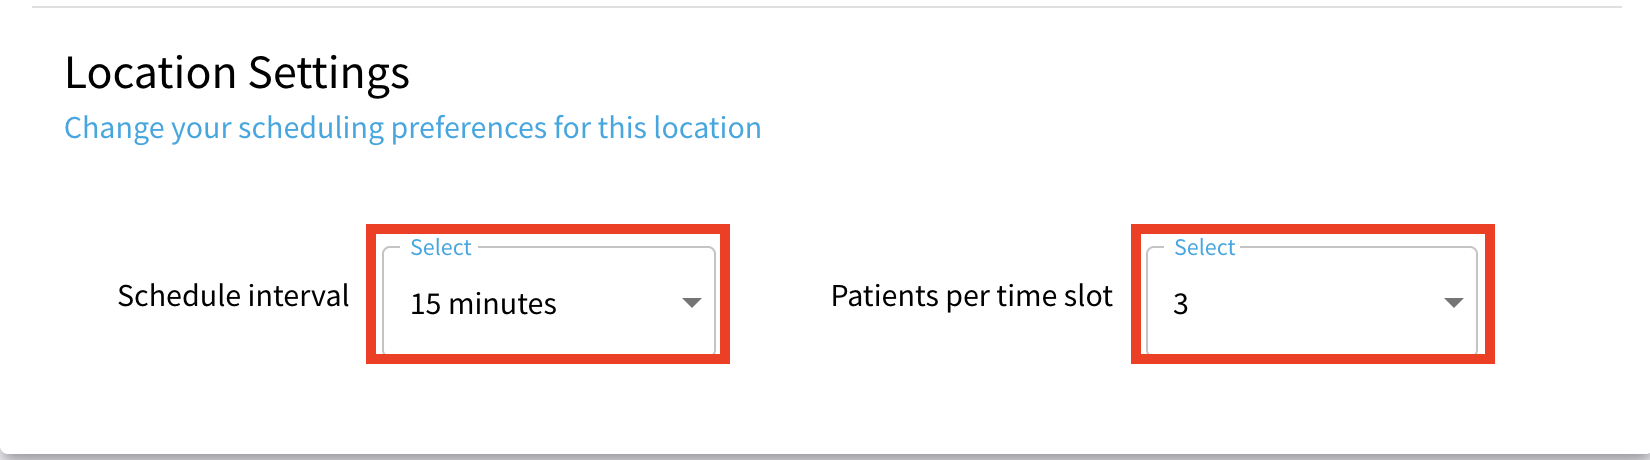 Location Settings
Change your scheduling preferences for this location
Select
Schedule interval
15 minutes
Select
Patients per time slot
3